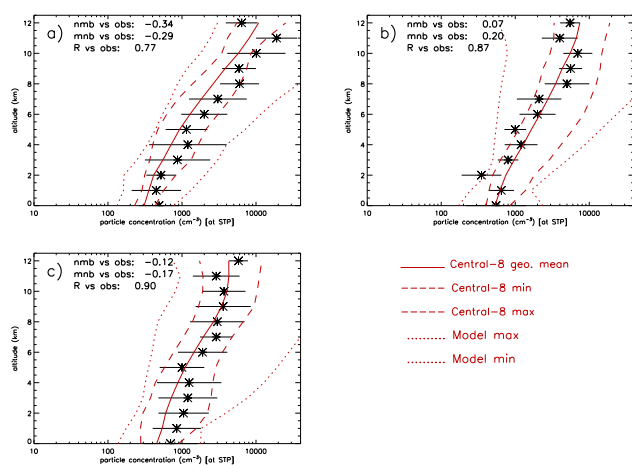 a)
nmb vs obs: −0.34
mnb vs obs: −0.29
R vs obs: 0.77
12
10
8
6
4
2
0
altitude (km)
10 100 1000 10000
particle concentration (cm⁻³) [at STP]
b)
nmb vs obs: 0.07
mnb vs obs: 0.20
R vs obs: 0.87
12
10
8
6
4
2
0
altitude (km)
10 100 1000 10000
particle concentration (cm⁻³) [at STP]
c)
nmb vs obs: −0.12
mnb vs obs: −0.17
R vs obs: 0.90
12
10
8
6
4
2
0
altitude (km)
10 100 1000 10000
particle concentration (cm⁻³) [at STP]
Central−8 geo. mean
Central−8 min
Central−8 max
Model max
Model min